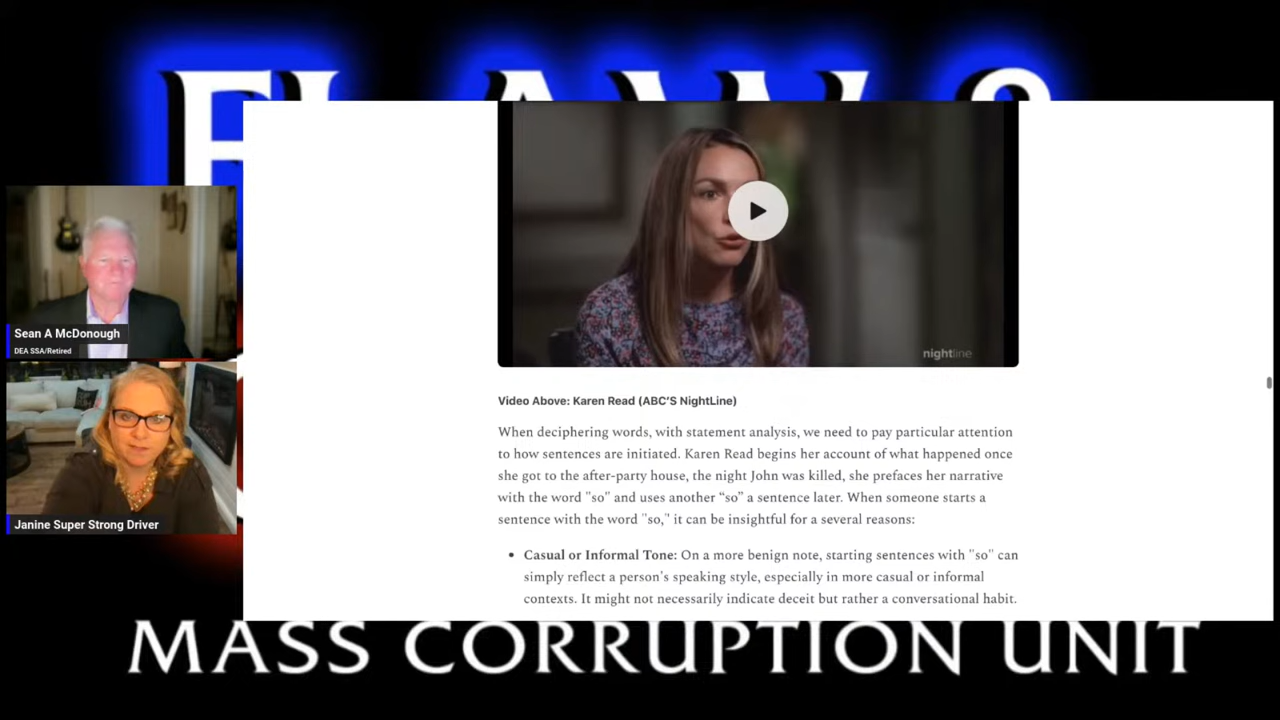 Sean A McDonough
DEA SSA/Retired
Janine Super Strong Driver
nightline
Video Above: Karen Read (ABC'S NightLine)
When deciphering words, with statement analysis, we need to pay particular attention
to how sentences are initiated. Karen Read begins her account of what happened once
she got to the after-party house, the night John was killed, she prefaces her narrative
with the word "so" and uses another “so” a sentence later. When someone starts a
sentence with the word "so," it can be insightful for a several reasons:
• Casual or Informal Tone: On a more benign note, starting sentences with "so" can
simply reflect a person's speaking style, especially in more casual or informal
contexts. It might not necessarily indicate deceit but rather a conversational habit.
MASS CORRUPTION UNIT